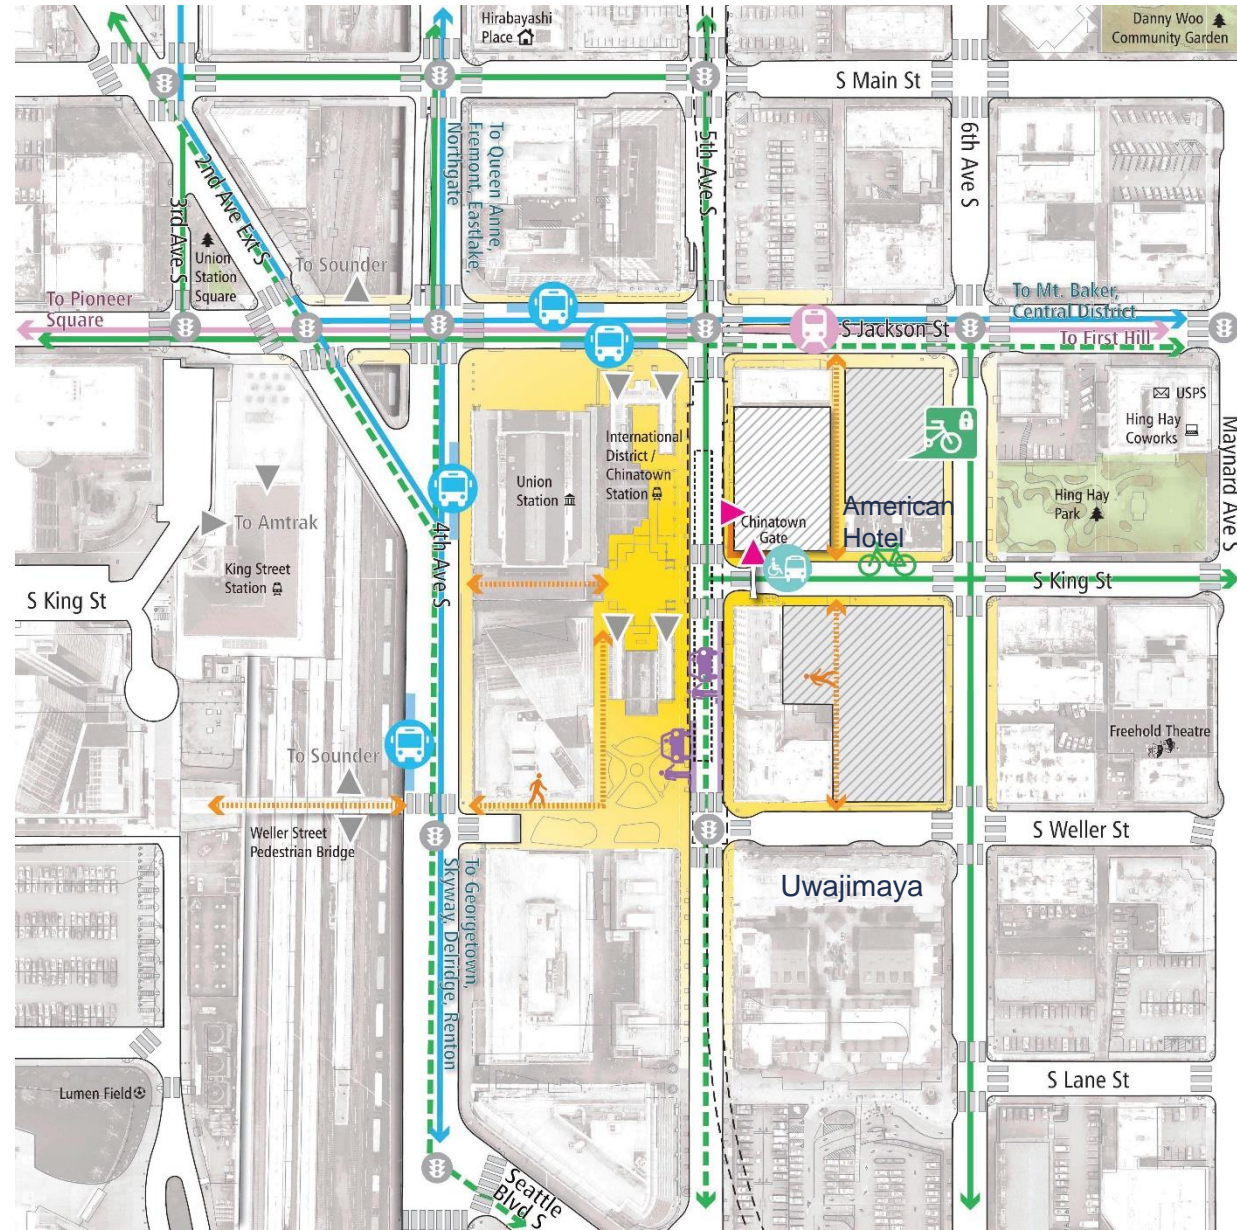 Hirabayashi
Place
Danny Woo
Community Garden
S Main St
To Queen Anne,
Fremont, Eastlake,
Northgate
5th Ave S
6th Ave S
2nd Ave Ext S
3rd Ave S
Union
Station
Square
To Sounder
To Pioneer
Square
To Mt. Baker,
Central District
S Jackson St
To First Hill
USPS
Hing Hay
Coworks
Maynard Ave S
International
District /
Chinatown
Station
Union
Station
Hing Hay
Park
American
Hotel
Chinatown
Gate
To Amtrak
King Street
Station
4th Ave S
S King St
S King St
Freehold Theatre
To Sounder
Weller Street
Pedestrian Bridge
S Weller St
To Georgetown,
Skyway, Delridge, Renton
Uwajimaya
S Lane St
Lumen Field
Seattle
Blvd S